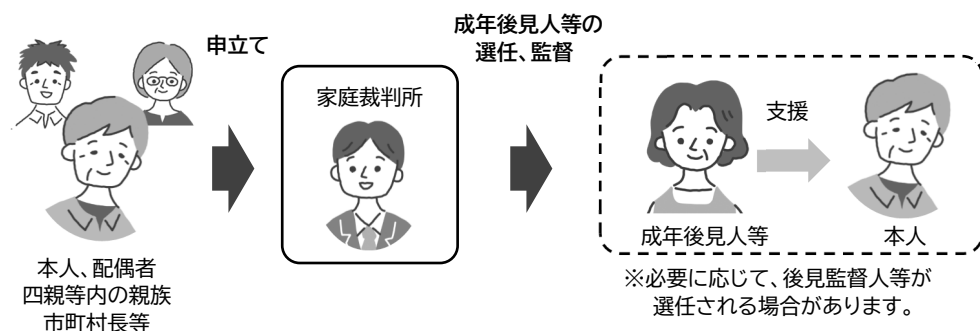 申立て
本人、配偶者
四親等内の親族
市町村長等
家庭裁判所
成年後見人等の
選任、監督
支援
成年後見人等
本人
※必要に応じて、後見監督人等が
選任される場合があります。